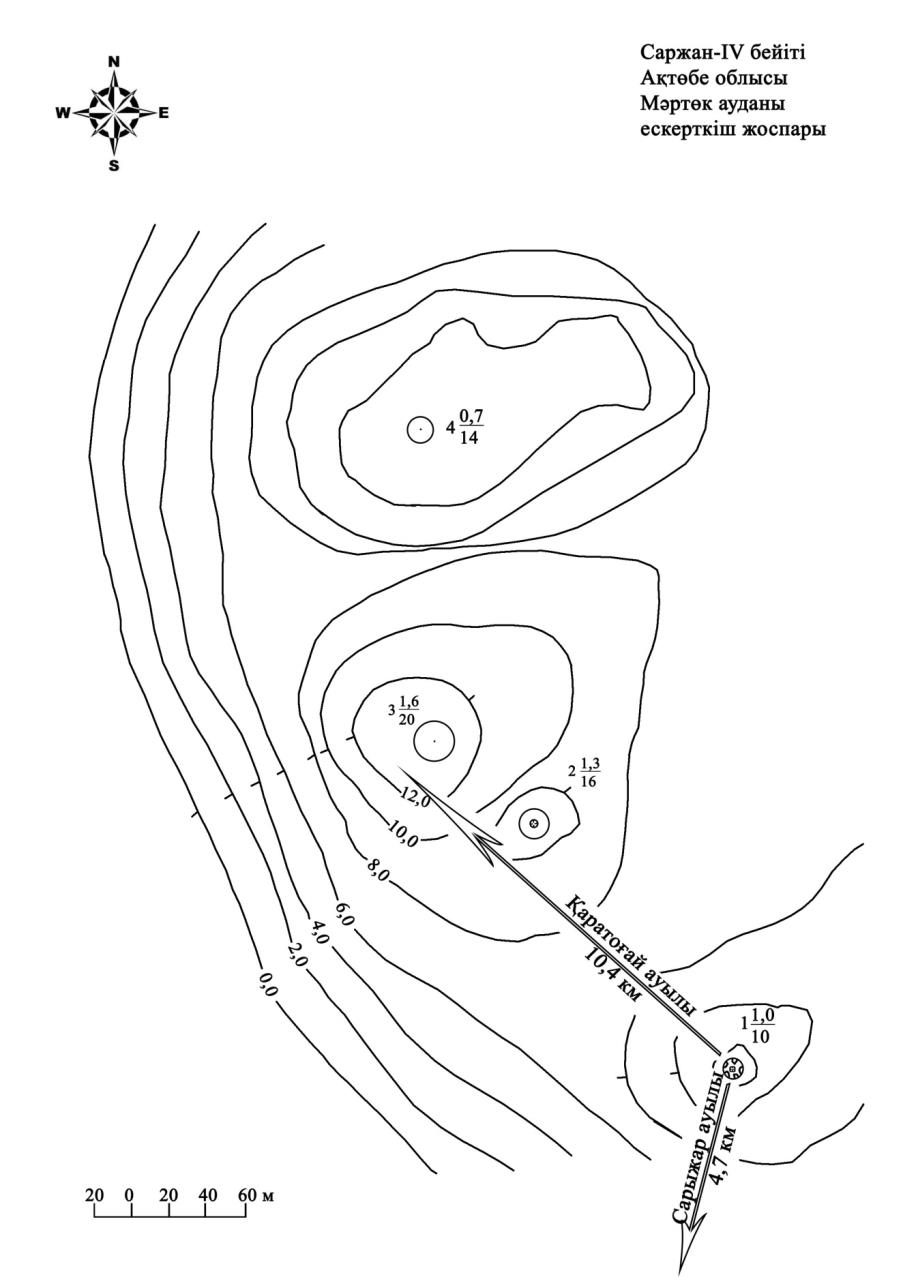 Саржан-IV бейіті
Ақтөбе облысы
Мәртөк ауданы
ескерткіш жоспары
N
W E
S
4 0,7
14
3 1,6
20
2 1,3
16
12,0
10,0
8,0
6,0
4,0
2,0
0,0
Қаратоғай ауылы
10,4 км
1 1,0
10
Сарыжар ауылы
4,7 км
20 0 20 40 60 м